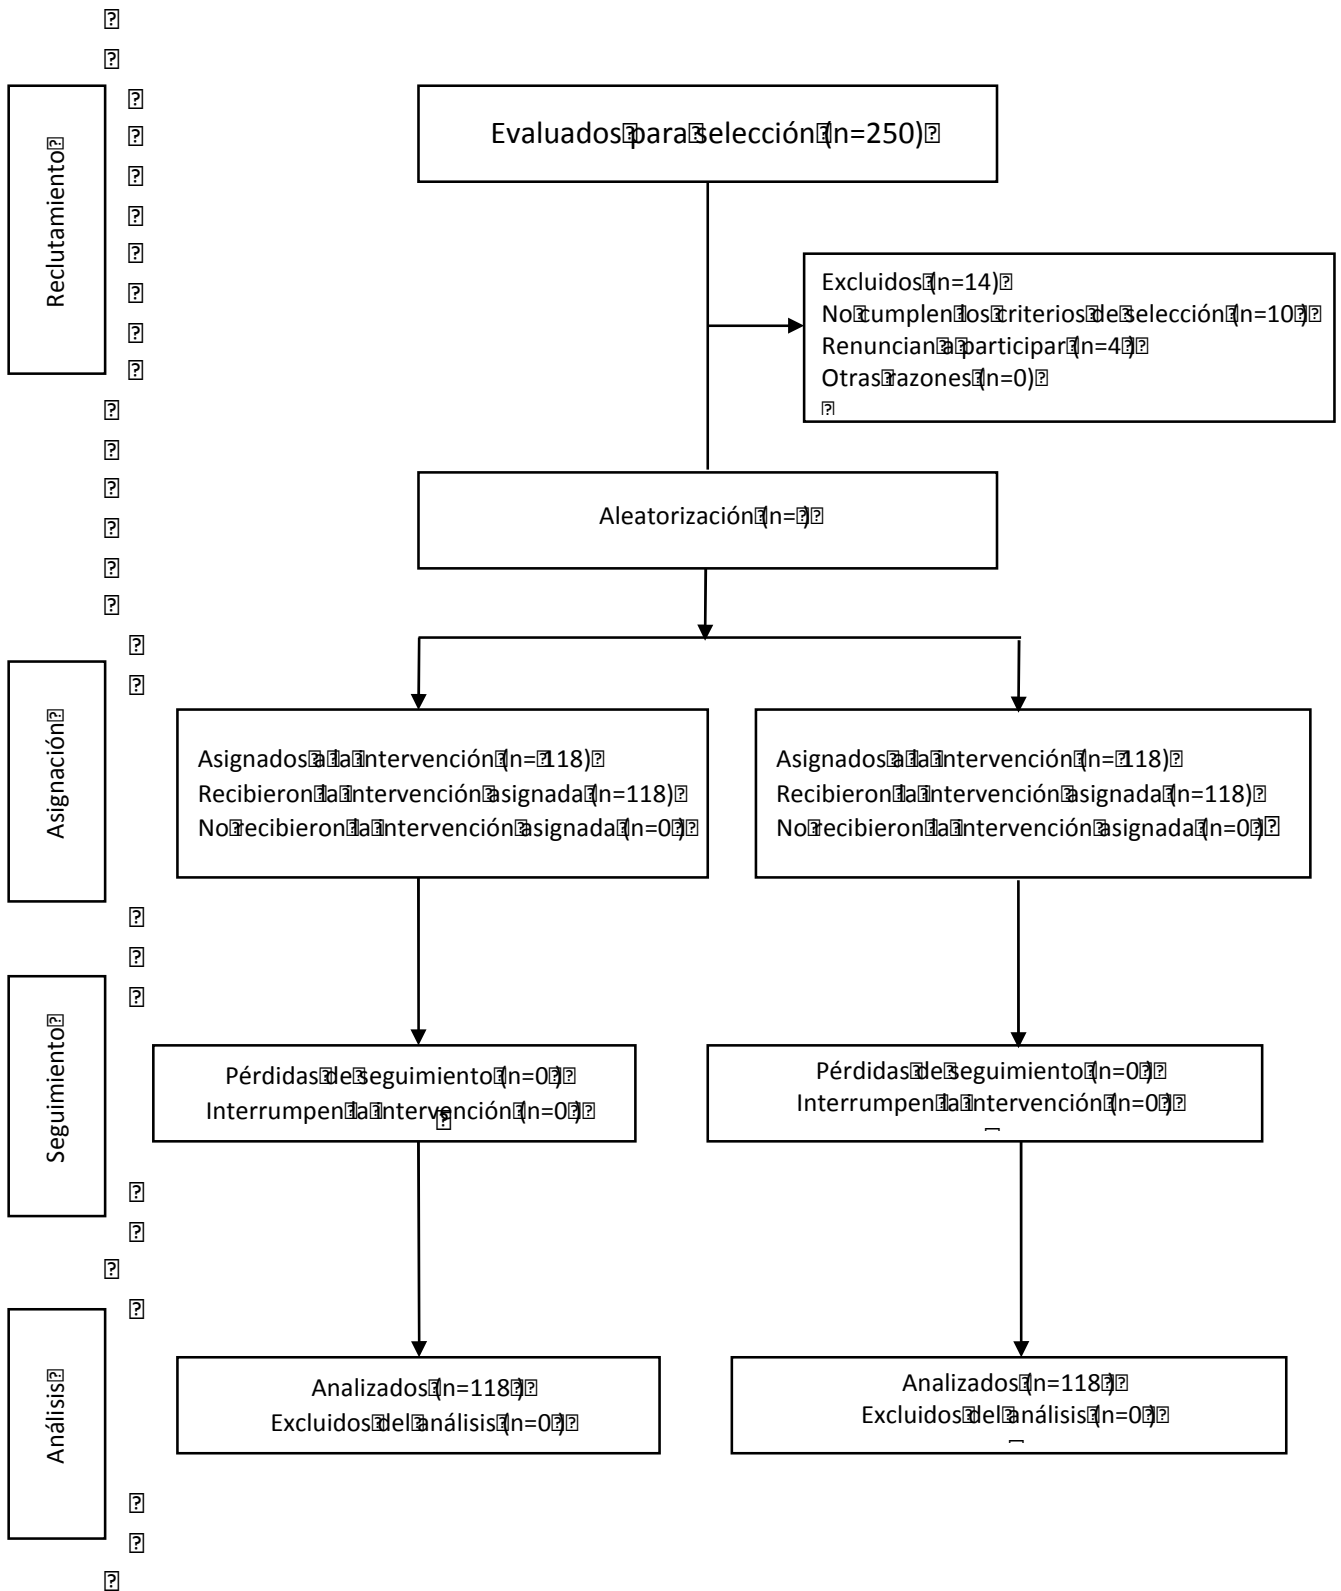 Reclutamiento
Evaluados para selección (n=250)
Excluidos (n=14)
No cumplen los criterios de selección (n=10 )
Renuncian a participar (n=4 )
Otras razones (n=0)
Aleatorización (n= )
Asignación
Asignados a la intervención (n= 118)
Recibieron la intervención asignada (n=118)
No recibieron la intervención asignada (n=0 )
Asignados a la intervención (n= 118)
Recibieron la intervención asignada (n=118)
No recibieron la intervención asignada (n=0 )
Seguimiento
Pérdidas de seguimiento (n=0 )
Interrumpen la intervención (n=0 )
Pérdidas de seguimiento (n=0 )
Interrumpen la intervención (n=0 )
Análisis
Analizados (n=118 )
Excluidos del análisis (n=0 )
Analizados (n=118 )
Excluidos del análisis (n=0 )